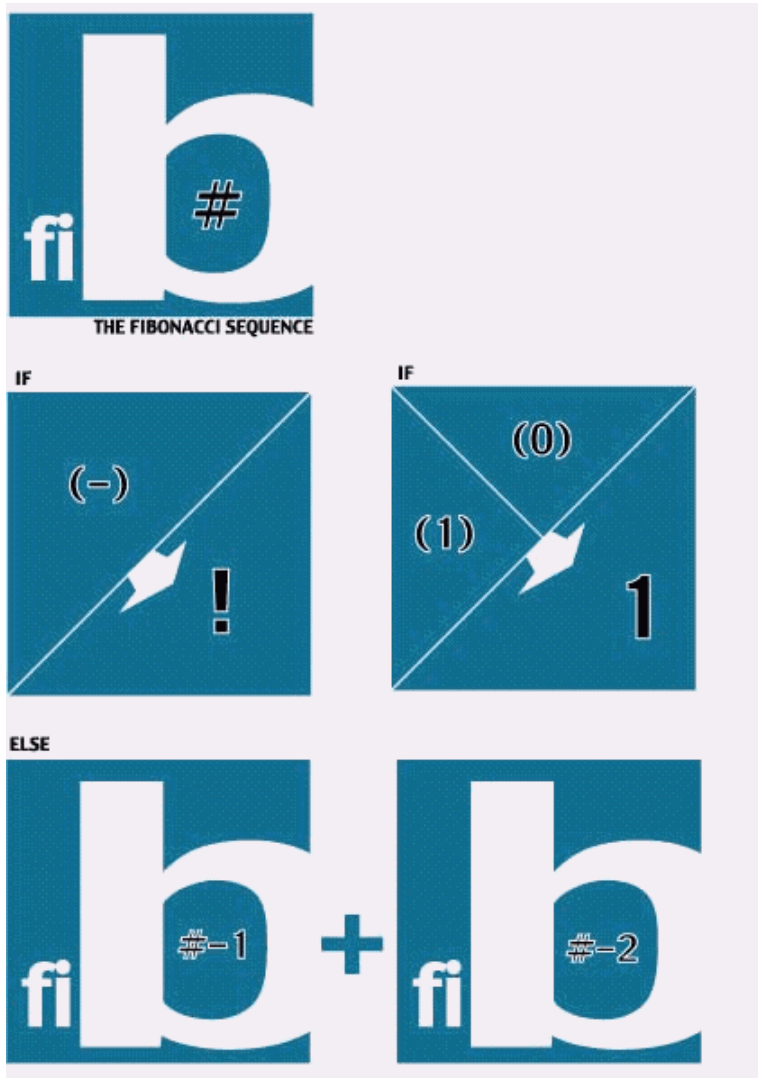 fib
#
THE FIBONACCI SEQUENCE
IF
(-)
!
IF
(0)
(1)
1
ELSE
fib
#-1
+
fib
#-2